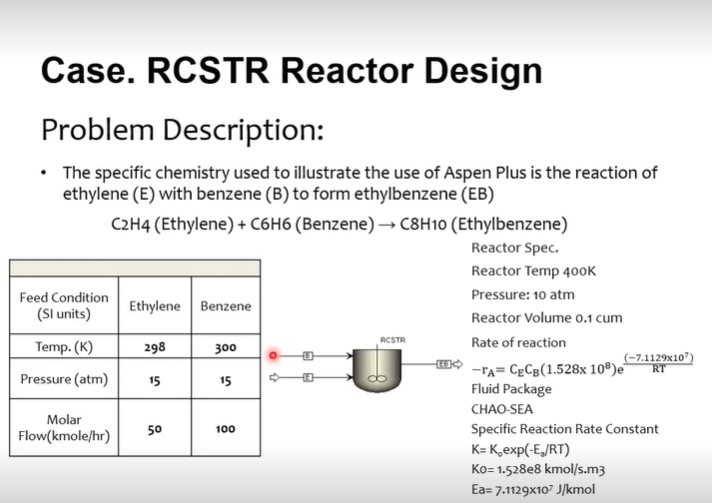 Case. RCSTR Reactor Design
Problem Description:
• The specific chemistry used to illustrate the use of Aspen Plus is the reaction of
ethylene (E) with benzene (B) to form ethylbenzene (EB)
C2H4 (Ethylene) + C6H6 (Benzene) → C8H10 (Ethylbenzene)
Feed Condition (SI units) Ethylene Benzene
Temp. (K) 298 300
Pressure (atm) 15 15
Molar Flow(kmole/hr) 50 100
RCSTR
B
E
EB
Reactor Spec.
Reactor Temp 400K
Pressure: 10 atm
Reactor Volume 0.1 cum
Rate of reaction
−rA= CECB(1.528x 10⁸)e^((−7.1129x10⁷)/RT)
Fluid Package
CHAO-SEA
Specific Reaction Rate Constant
K= Koexp(-Ea/RT)
Ko= 1.528e8 kmol/s.m3
Ea= 7.1129x10⁷ J/kmol